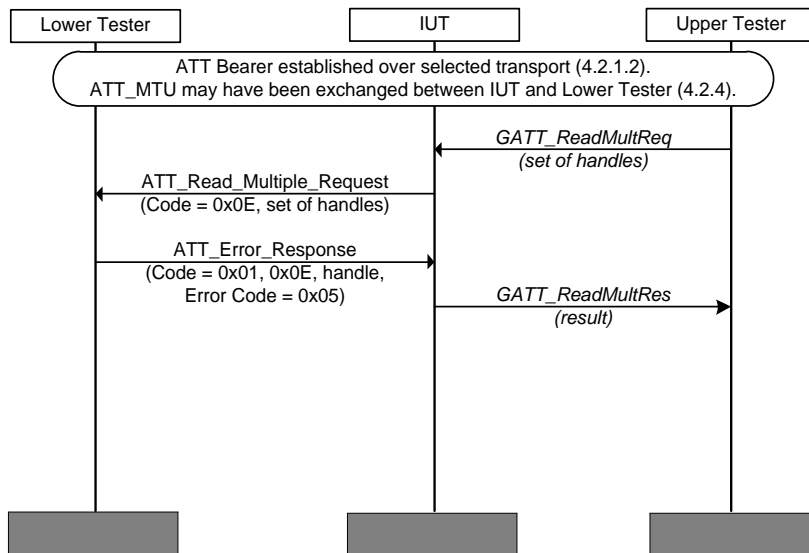 Lower Tester
IUT
Upper Tester
ATT Bearer established over selected transport (4.2.1.2).
ATT_MTU may have been exchanged between IUT and Lower Tester (4.2.4).
GATT_ReadMultReq
(set of handles)
ATT_Read_Multiple_Request
(Code = 0x0E, set of handles)
ATT_Error_Response
(Code = 0x01, 0x0E, handle,
Error Code = 0x05)
GATT_ReadMultRes
(result)